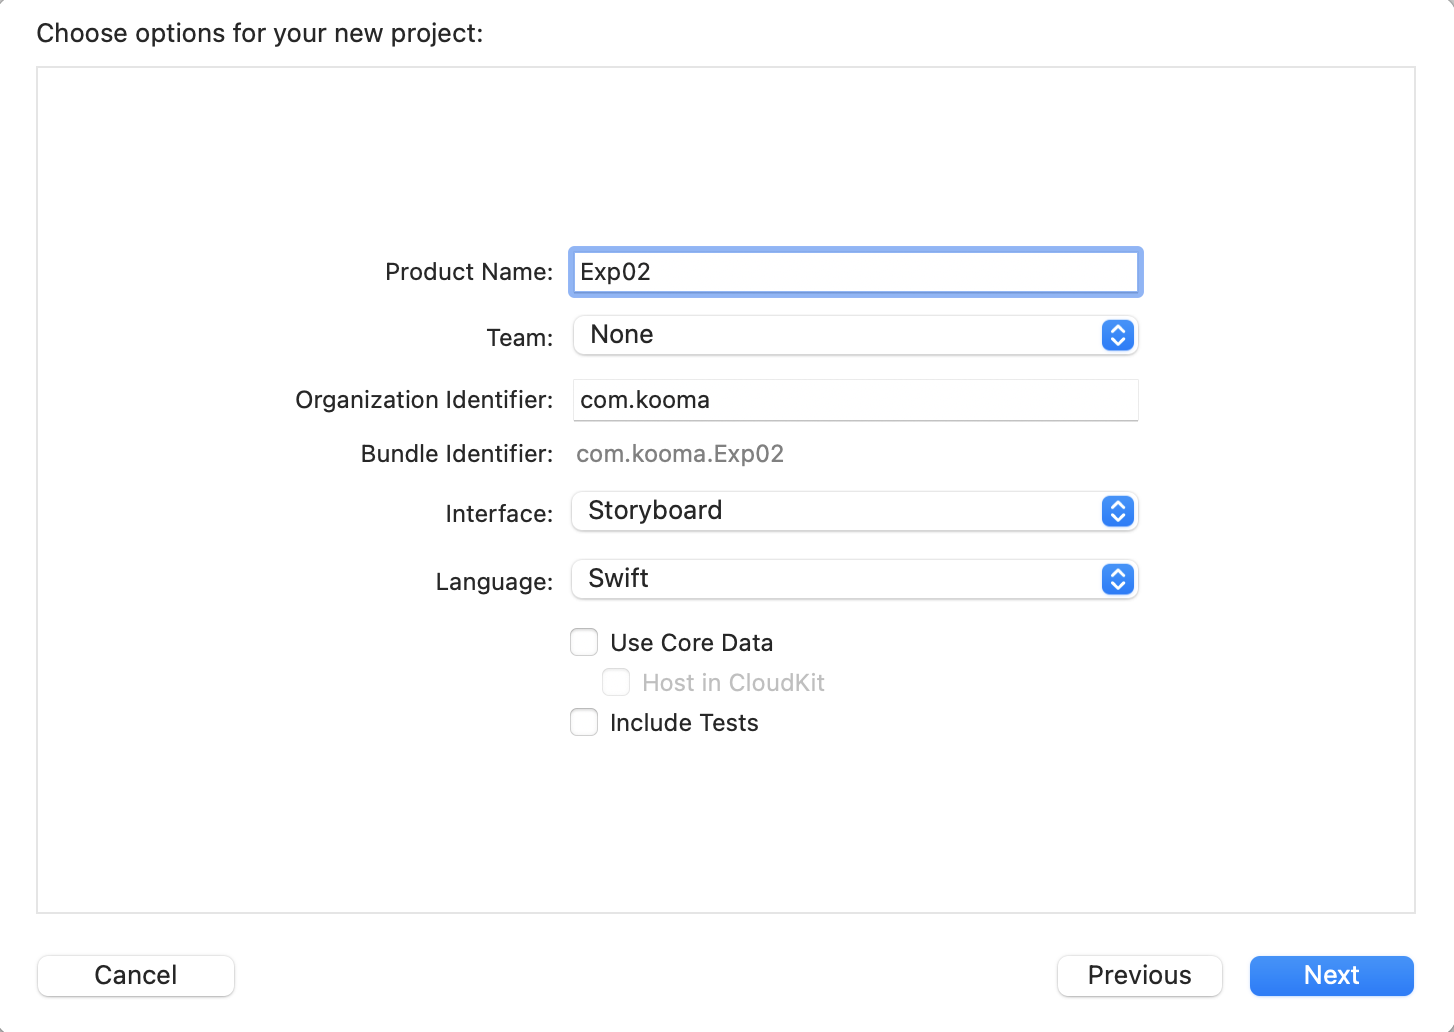 Choose options for your new project:
Product Name: Exp02
Team: None
Organization Identifier: com.kooma
Bundle Identifier: com.kooma.Exp02
Interface: Storyboard
Language: Swift
Use Core Data
Host in CloudKit
Include Tests
Cancel Previous Next